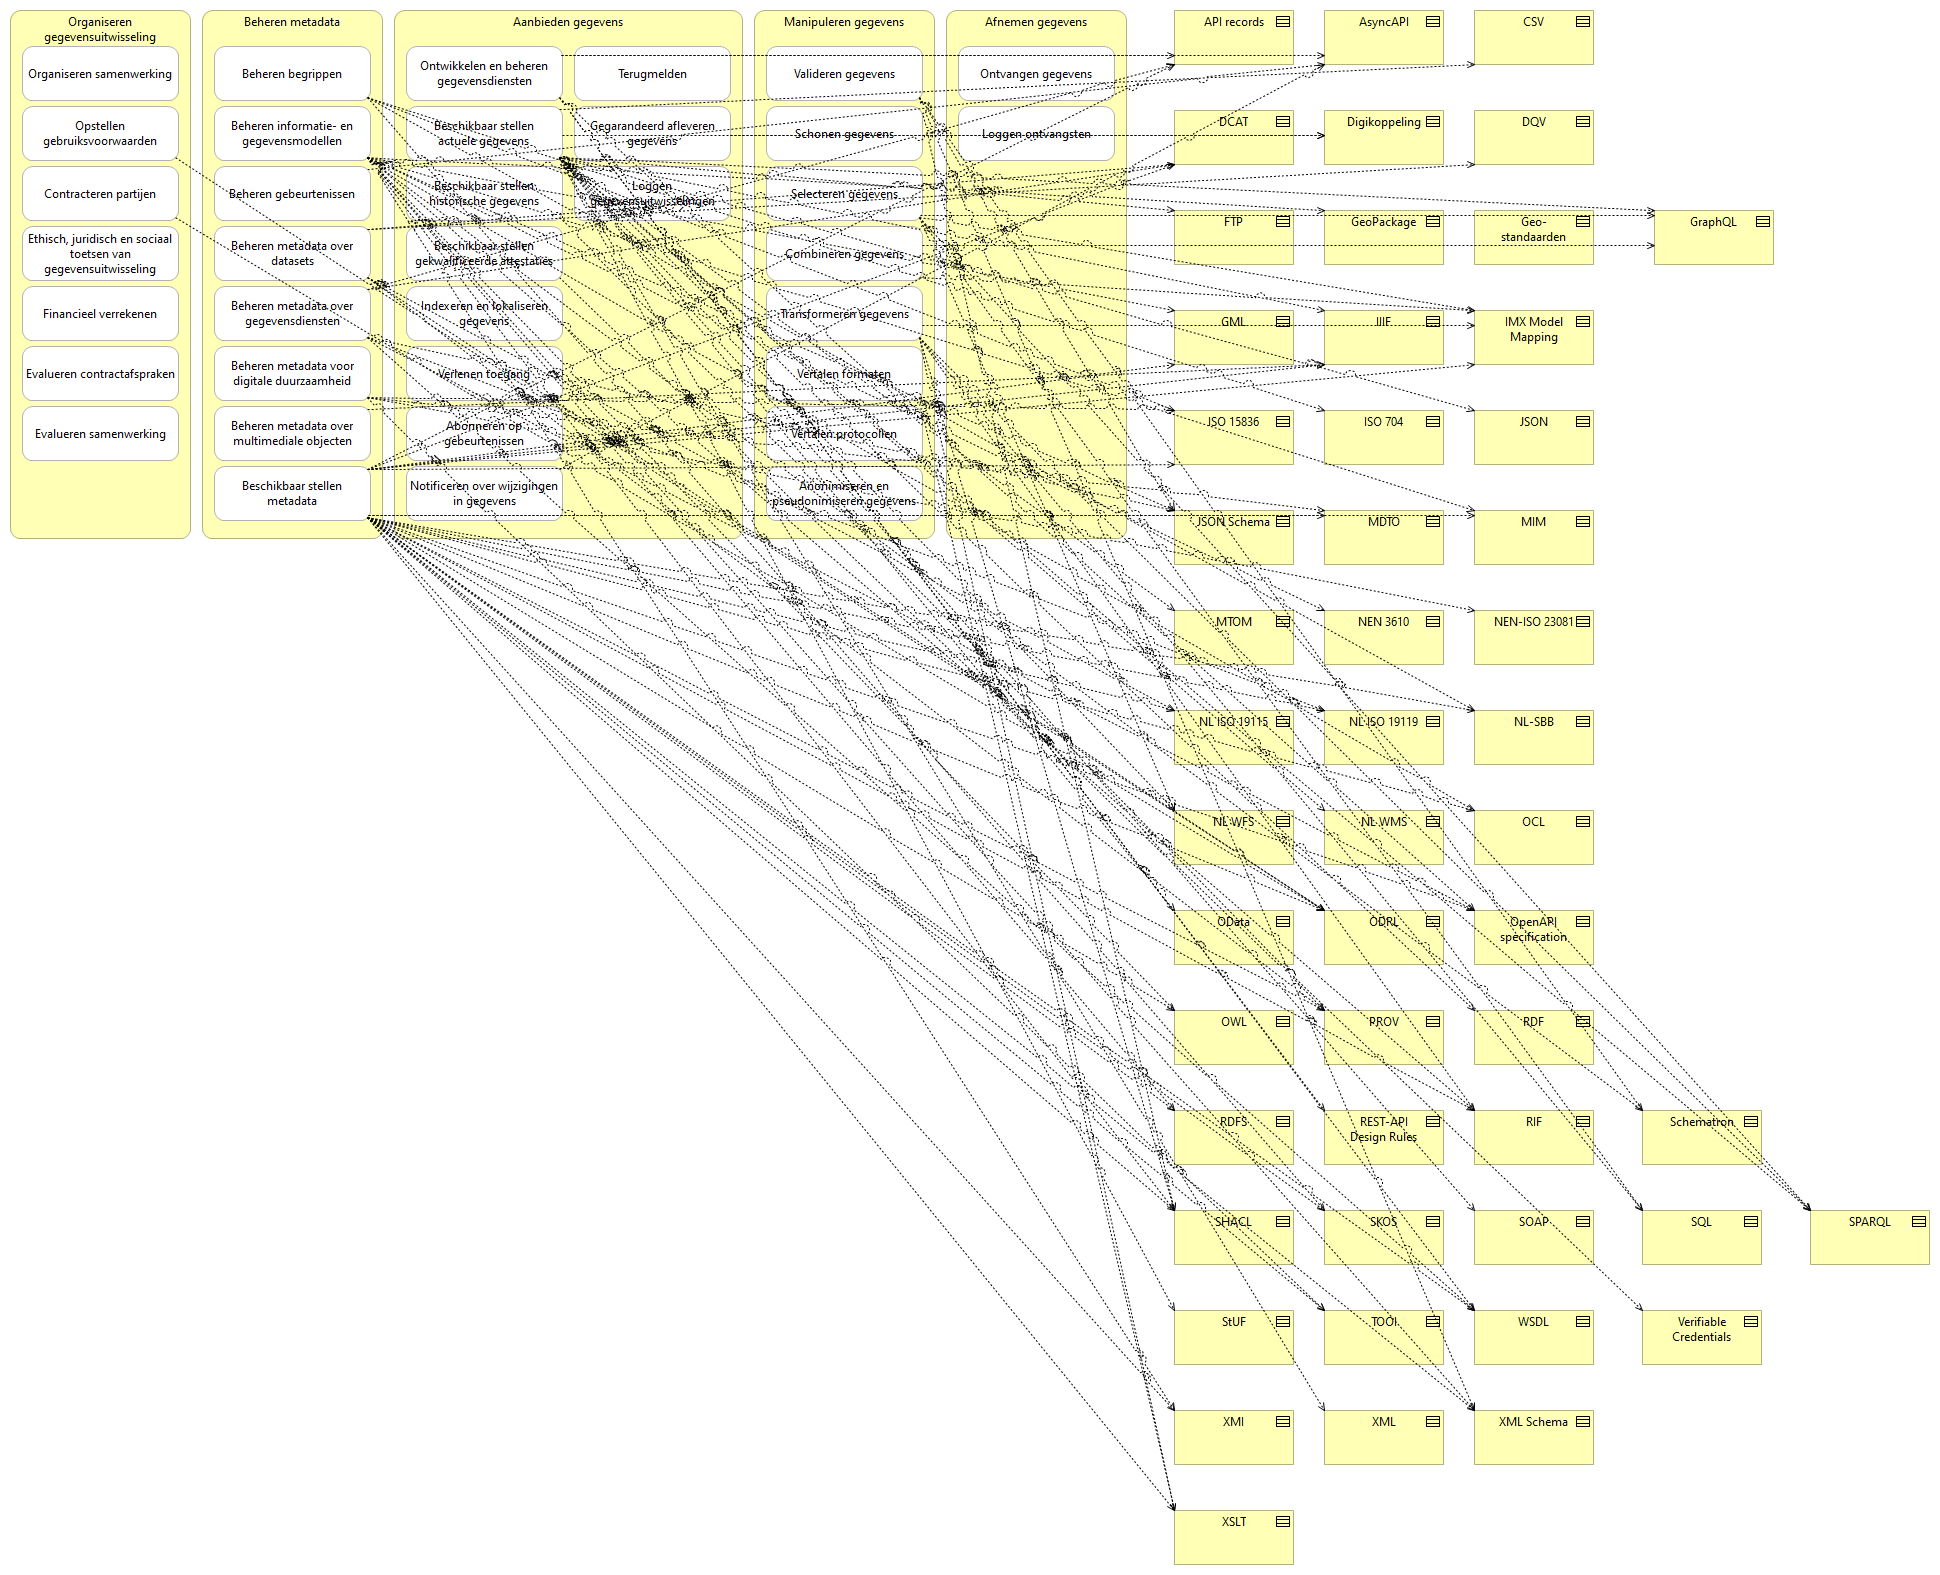 Organiseren
gegevensuitwisseling
Organiseren samenwerking
Opstellen
gebruiksvoorwaarden
Contracteren partijen
Ethisch, juridisch en sociaal
toetsen van
gegevensuitwisseling
Financieel verrekenen
Evalueren contractafspraken
Evalueren samenwerking
Beheren metadata
Beheren begrippen
Beheren informatie- en
gegevensmodellen
Beheren gebeurtenissen
Beheren metadata over
datasets
Beheren metadata over
gegevensdiensten
Beheren metadata voor
digitale duurzaamheid
Beheren metadata over
multimediale objecten
Beschikbaar stellen
metadata
Aanbieden gegevens
Ontwikkelen en beheren
gegevensdiensten
Beschikbaar stellen
actuele gegevens
Beschikbaar stellen
historische gegevens
Beschikbaar stellen
gekwalificeerde attestaties
Indexeren en lokaliseren
gegevens
Verlenen toegang
Abonneren op
gebeurtenissen
Notificeren over wijzigingen
in gegevens
Terugmelden
Gegarandeerd afleveren
gegevens
Loggen
gegevensuitwisselingen
Manipuleren gegevens
Valideren gegevens
Schonen gegevens
Selecteren gegevens
Combineren gegevens
Transformeren gegevens
Vertalen formaten
Vertalen protocollen
Anonimiseren en
pseudonimiseren gegevens
Afnemen gegevens
Ontvangen gegevens
Loggen ontvangsten
API records
AsyncAPI
CSV
DCAT
Digikoppeling
DQV
FTP
GeoPackage
Geo-
standaarden
GraphQL
GML
IIIF
IMX Model
Mapping
ISO 15836
ISO 704
JSON
JSON Schema
MDTO
MIM
MTOM
NEN 3610
NEN-ISO 23081
NL ISO 19115
NL ISO 19119
NL-SBB
NL WFS
NL WMS
OCL
OData
ODRL
OpenAPI
specification
OWL
PROV
RDF
RDFS
REST-API
Design Rules
RIF
Schematron
SHACL
SKOS
SOAP
SQL
SPARQL
StUF
TOOI
WSDL
Verifiable
Credentials
XMI
XML
XML Schema
XSLT